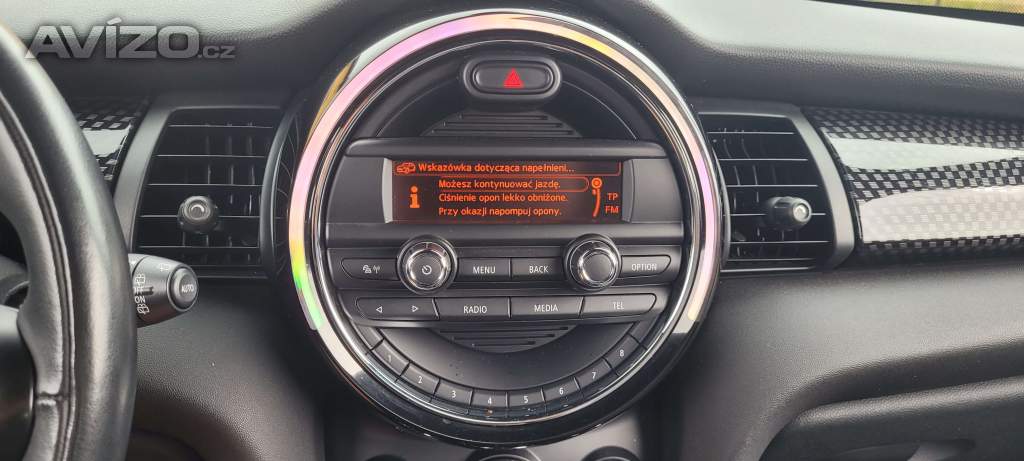 AVÍZO.cz
Wskazówka dotycząca napełnieni...
Możesz kontynuować jazdę.
Ciśnienie opon lekko obniżone.
Przy okazji napompuj opony.
i
TP
FM
MENU
BACK
OPTION
RADIO
MEDIA
TEL
OFF
ON
AUTO
1 2 3 4 5 6 7 8